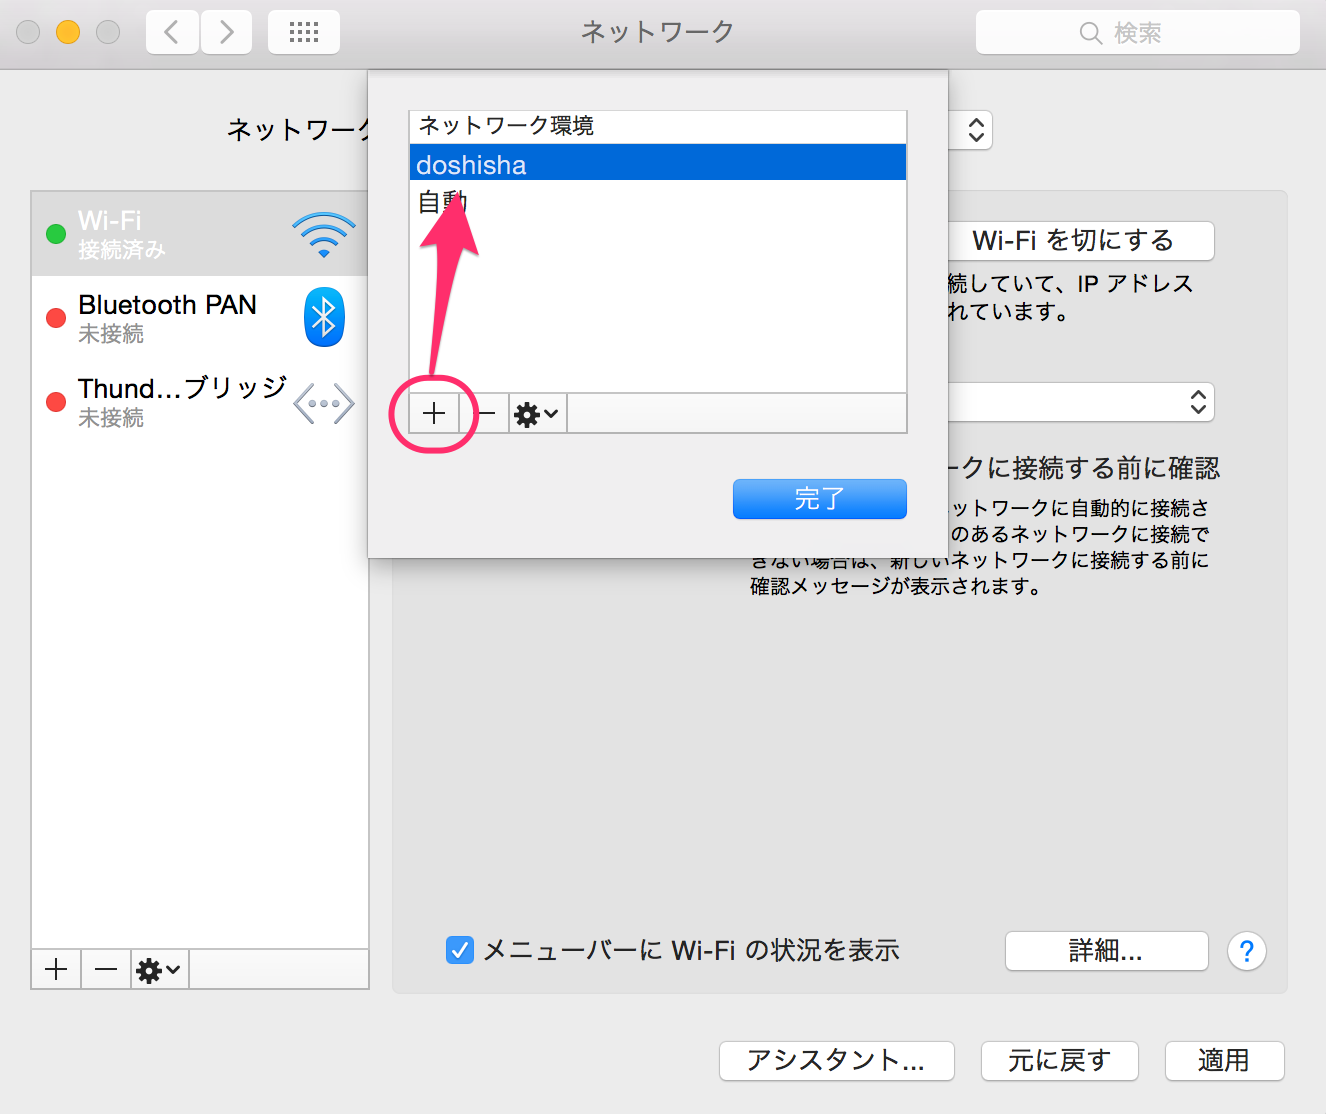 ネットワーク
検索
ネットワーク
ネットワーク環境
doshisha
自動
Wi-Fi
接続済み
Bluetooth PAN
未接続
Thund...ブリッジ
未接続
Wi-Fi を切にする
続していて、IP アドレス
れています。
ークに接続する前に確認
ットワークに自動的に接続さ
のあるネットワークに接続で
きない場合は、新しいネットワークに接続する前に
確認メッセージが表示されます。
完了
メニューバーに Wi-Fi の状況を表示
詳細...
?
アシスタント...
元に戻す
適用